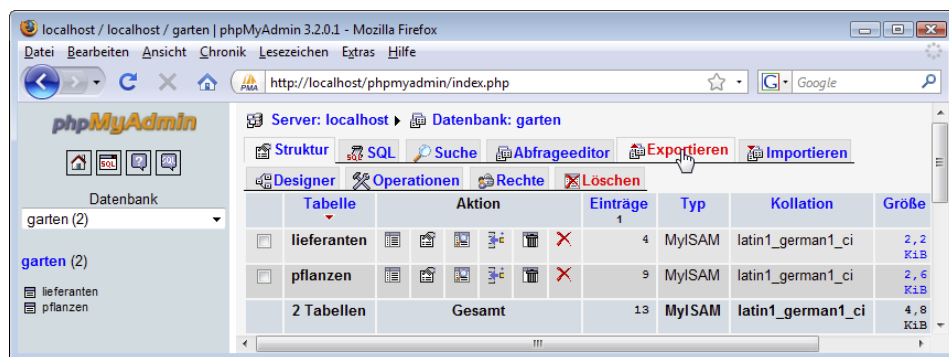 localhost / localhost / garten | phpMyAdmin 3.2.0.1 - Mozilla Firefox
Datei Bearbeiten Ansicht Chronik Lesezeichen Extras Hilfe
PMA http://localhost/phpmyadmin/index.php G Google
phpMyAdmin
SQL
Datenbank
garten (2)
garten (2)
lieferanten
pflanzen
Server: localhost Datenbank: garten
Struktur SQL Suche Abfrageeditor Exportieren Importieren
Designer Operationen Rechte Löschen
Tabelle Aktion Einträge Typ Kollation Größe
1
lieferanten 4 MyISAM latin1_german1_ci 2,2
KiB
pflanzen 9 MyISAM latin1_german1_ci 2,6
KiB
2 Tabellen Gesamt 13 MyISAM latin1_german1_ci 4,8
KiB